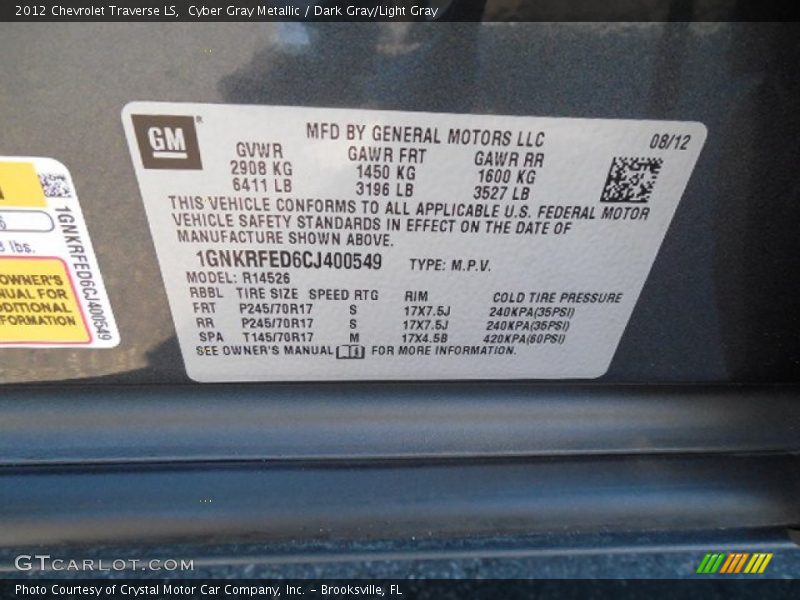 2012 Chevrolet Traverse LS, Cyber Gray Metallic / Dark Gray/Light Gray
GM®
MFD BY GENERAL MOTORS LLC
08/12
GVWR GAWR FRT GAWR RR
2908 KG 1450 KG 1600 KG
6411 LB 3196 LB 3527 LB
THIS VEHICLE CONFORMS TO ALL APPLICABLE U.S. FEDERAL MOTOR
VEHICLE SAFETY STANDARDS IN EFFECT ON THE DATE OF
MANUFACTURE SHOWN ABOVE.
1GNKRFED6CJ400549 TYPE: M.P.V.
MODEL: R14526
RBBL TIRE SIZE SPEED RTG RIM COLD TIRE PRESSURE
FRT P245/70R17 S 17X7.5J 240KPA(35PSI)
RR P245/70R17 S 17X7.5J 240KPA(35PSI)
SPA T145/70R17 M 17X4.5B 420KPA(60PSI)
SEE OWNER'S MANUAL FOR MORE INFORMATION.
lbs.
OWNER'S
NUAL FOR
DDITIONAL
FORMATION
1GNKRFED6CJ400549
GTCARLOT.COM
Photo Courtesy of Crystal Motor Car Company, Inc. – Brooksville, FL